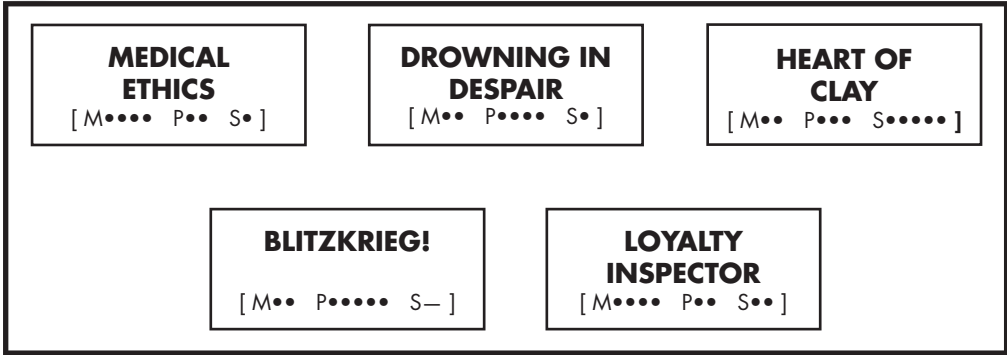 MEDICAL
ETHICS
[ M•••• P•• S• ]
DROWNING IN
DESPAIR
[ M•• P•••• S• ]
HEART OF
CLAY
[ M•• P••• S••••• ]
BLITZKRIEG!
[ M•• P••••• S— ]
LOYALTY
INSPECTOR
[ M•••• P•• S•• ]